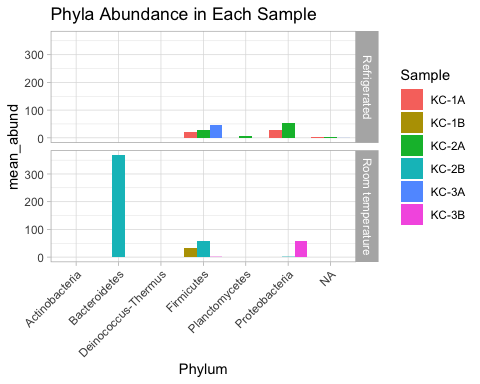 Phyla Abundance in Each Sample
mean_abund
300
200
100
0
Refrigerated
300
200
100
0
Room temperature
Actinobacteria
Bacteroidetes
Deinococcus-Thermus
Firmicutes
Planctomycetes
Proteobacteria
NA
Phylum
Sample
KC-1A
KC-1B
KC-2A
KC-2B
KC-3A
KC-3B